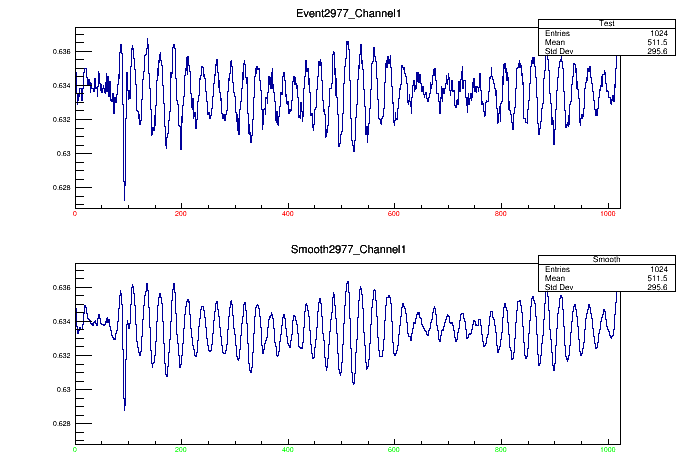 Event2977_Channel1
Test
Entries 1024
Mean 511.5
Std Dev 295.6
0.636
0.634
0.632
0.63
0.628
0 200 400 600 800 1000
Smooth2977_Channel1
Smooth
Entries 1024
Mean 511.5
Std Dev 295.6
0.636
0.634
0.632
0.63
0.628
0 200 400 600 800 1000